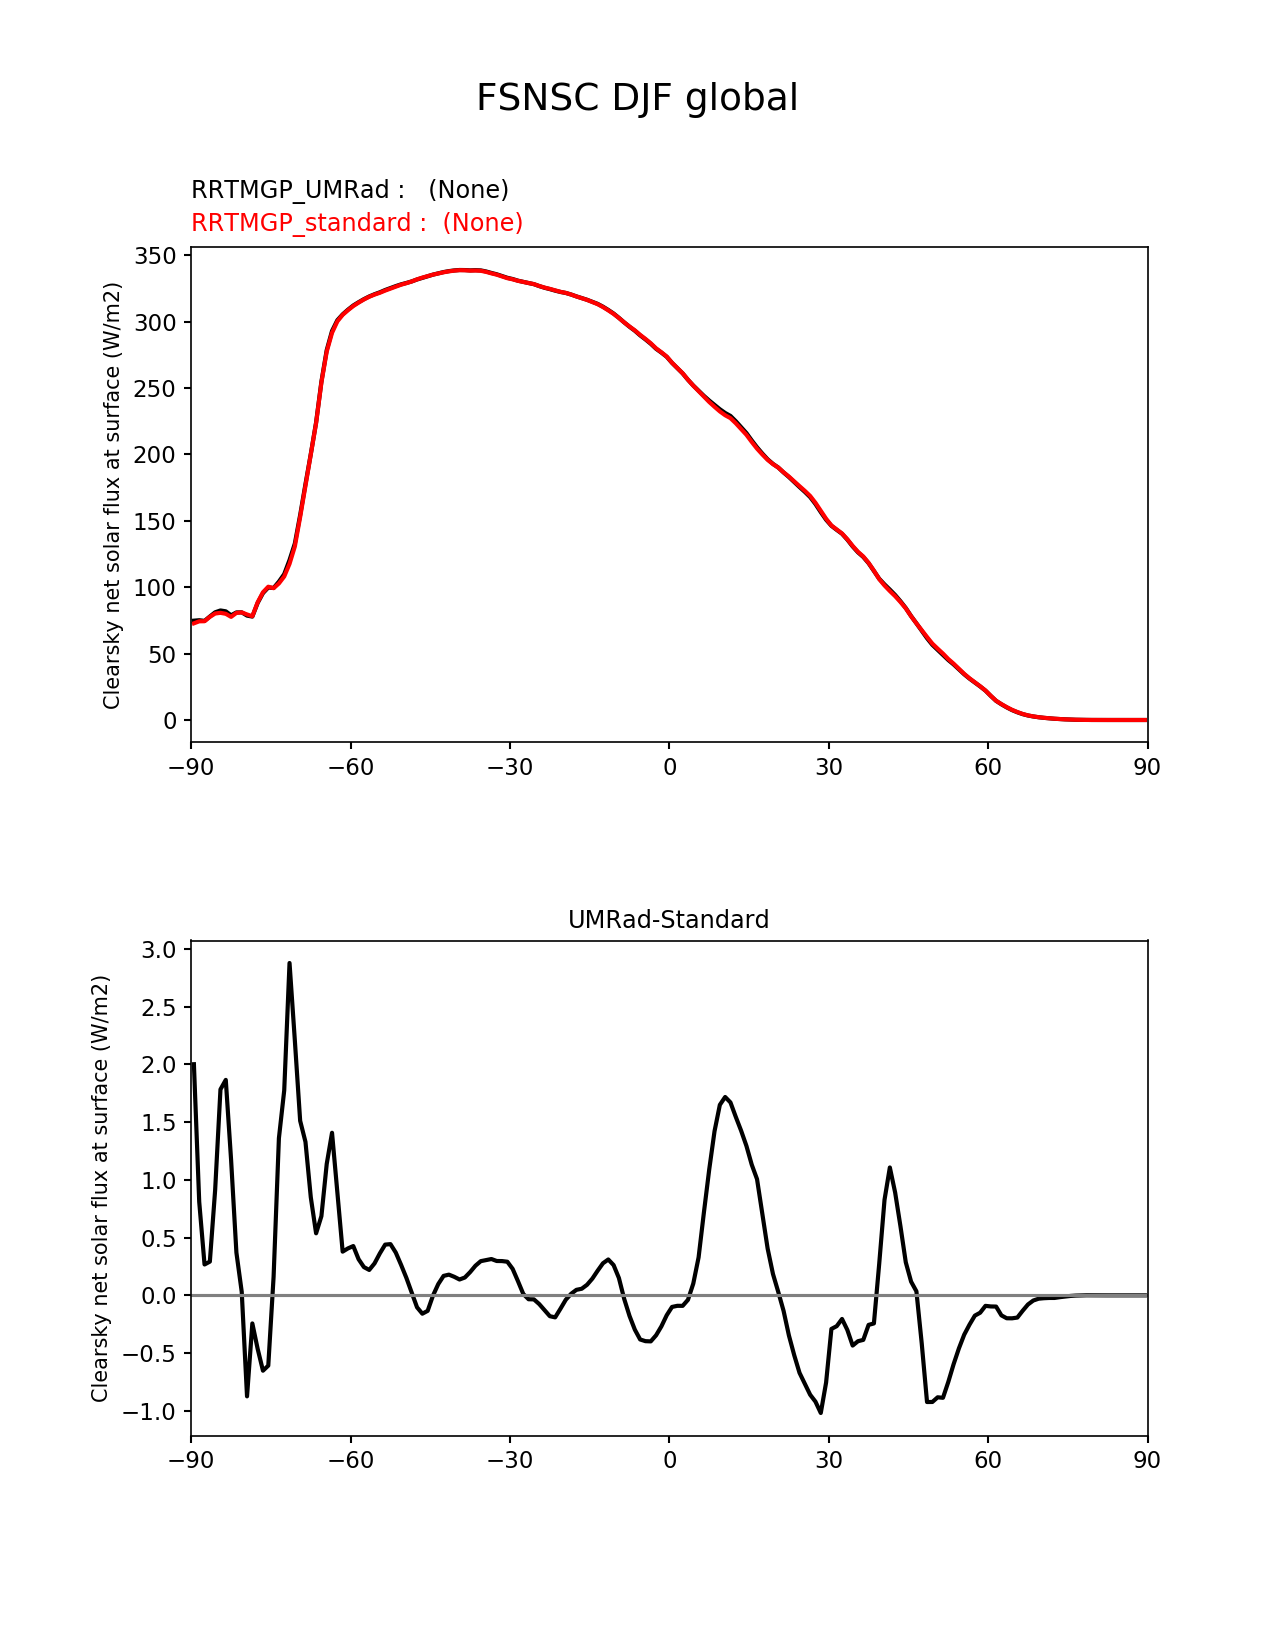 FSNSC DJF global
RRTMGP_UMRad :   (None)
RRTMGP_standard :  (None)
Clearsky net solar flux at surface (W/m2)
350
300
250
200
150
100
50
0
−90 −60 −30 0 30 60 90
UMRad-Standard
Clearsky net solar flux at surface (W/m2)
3.0
2.5
2.0
1.5
1.0
0.5
0.0
−0.5
−1.0
−90 −60 −30 0 30 60 90